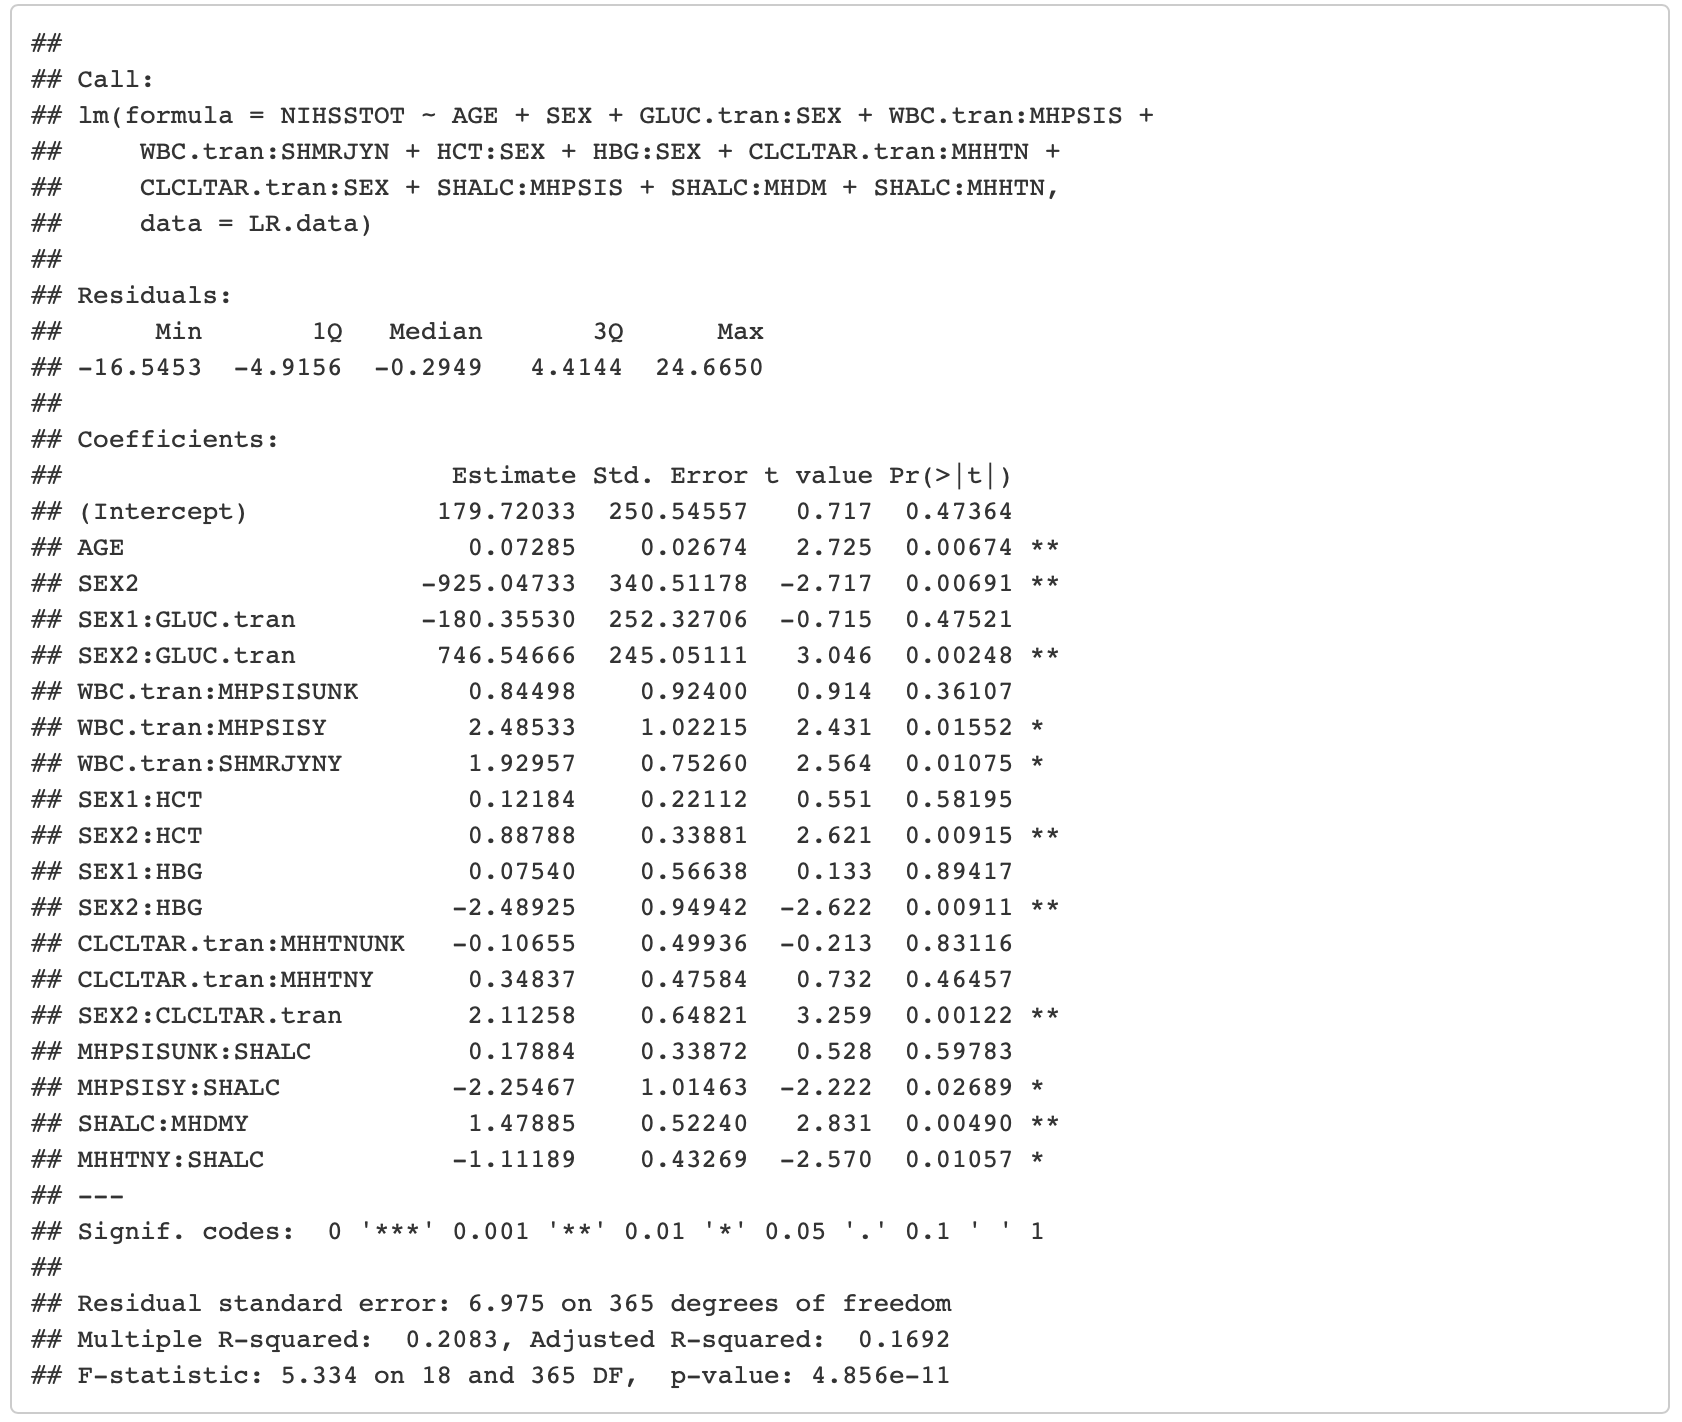 ##
## Call:
## lm(formula = NIHSSTOT ~ AGE + SEX + GLUC.tran:SEX + WBC.tran:MHPSIS +
##     WBC.tran:SHMRJYN + HCT:SEX + HBG:SEX + CLCLTAR.tran:MHHTN +
##     CLCLTAR.tran:SEX + SHALC:MHPSIS + SHALC:MHDM + SHALC:MHHTN,
##     data = LR.data)
##
## Residuals:
##      Min       1Q   Median       3Q      Max
## -16.5453  -4.9156  -0.2949   4.4144  24.6650
##
## Coefficients:
##                         Estimate Std. Error t value Pr(>|t|)
## (Intercept)            179.72033  250.54557   0.717  0.47364
## AGE                      0.07285    0.02674   2.725  0.00674 **
## SEX2                  -925.04733  340.51178  -2.717  0.00691 **
## SEX1:GLUC.tran        -180.35530  252.32706  -0.715  0.47521
## SEX2:GLUC.tran         746.54666  245.05111   3.046  0.00248 **
## WBC.tran:MHPSISUNK       0.84498    0.92400   0.914  0.36107
## WBC.tran:MHPSISY         2.48533    1.02215   2.431  0.01552 *
## WBC.tran:SHMRJYNY        1.92957    0.75260   2.564  0.01075 *
## SEX1:HCT                 0.12184    0.22112   0.551  0.58195
## SEX2:HCT                 0.88788    0.33881   2.621  0.00915 **
## SEX1:HBG                 0.07540    0.56638   0.133  0.89417
## SEX2:HBG                -2.48925    0.94942  -2.622  0.00911 **
## CLCLTAR.tran:MHHTNUNK   -0.10655    0.49936  -0.213  0.83116
## CLCLTAR.tran:MHHTNY      0.34837    0.47584   0.732  0.46457
## SEX2:CLCLTAR.tran        2.11258    0.64821   3.259  0.00122 **
## MHPSISUNK:SHALC          0.17884    0.33872   0.528  0.59783
## MHPSISY:SHALC           -2.25467    1.01463  -2.222  0.02689 *
## SHALC:MHDMY              1.47885    0.52240   2.831  0.00490 **
## MHHTNY:SHALC            -1.11189    0.43269  -2.570  0.01057 *
## ---
## Signif. codes:  0 '***' 0.001 '**' 0.01 '*' 0.05 '.' 0.1 ' ' 1
##
## Residual standard error: 6.975 on 365 degrees of freedom
## Multiple R-squared:  0.2083, Adjusted R-squared:  0.1692
## F-statistic: 5.334 on 18 and 365 DF,  p-value: 4.856e-11